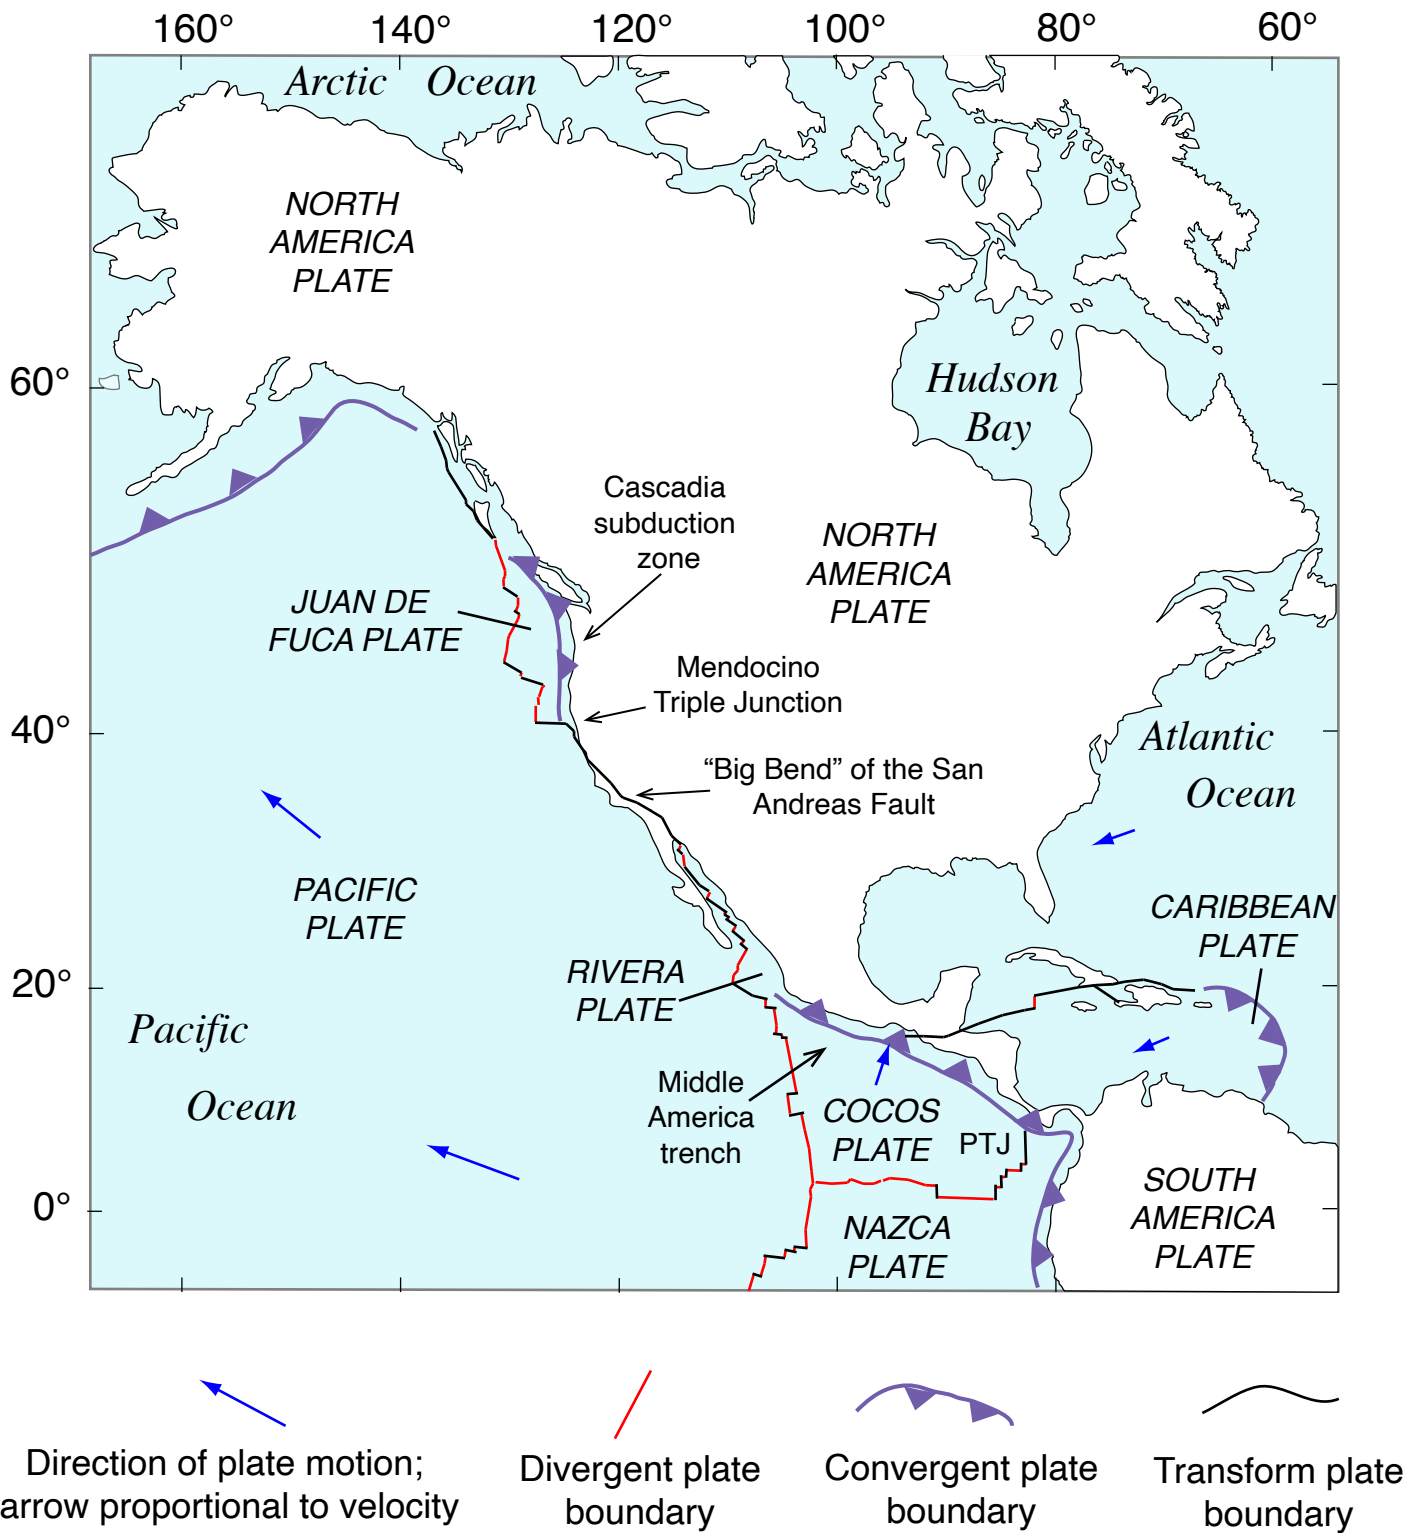 160°
140°
120°
100°
80°
60°
Arctic Ocean
NORTH
AMERICA
PLATE
60°
Hudson
Bay
Cascadia
subduction
zone
NORTH
AMERICA
PLATE
JUAN DE
FUCA PLATE
Mendocino
Triple Junction
40°
Atlantic
Ocean
“Big Bend” of the San
Andreas Fault
PACIFIC
PLATE
CARIBBEAN
PLATE
RIVERA
PLATE
20°
Pacific
Ocean
Middle
America
trench
COCOS
PLATE
PTJ
SOUTH
AMERICA
PLATE
0°
NAZCA
PLATE
Direction of plate motion;
arrow proportional to velocity
Divergent plate
boundary
Convergent plate
boundary
Transform plate
boundary